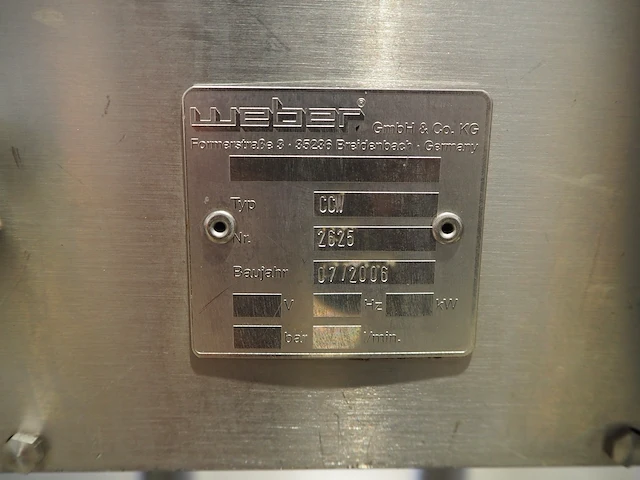 weber®
GmbH & Co. KG
Formerstraße 3 · 35236 Breidenbach · Germany
Typ CCW
Nr. 2625
Baujahr 07/2006
V Hz kW
bar l/min.